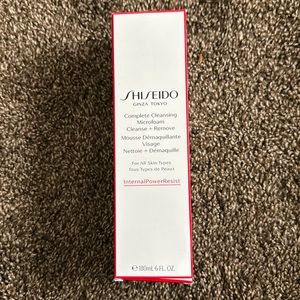 SHISEIDO
GINZA TOKYO
Complete Cleansing
Microfoam
Cleanse + Remove
Mousse Démaquillante
Visage
Nettoie + Démaquille
For All Skin Types
Tous Types de Peaux
InternalPowerResist
℮180mL 6 FL. OZ.